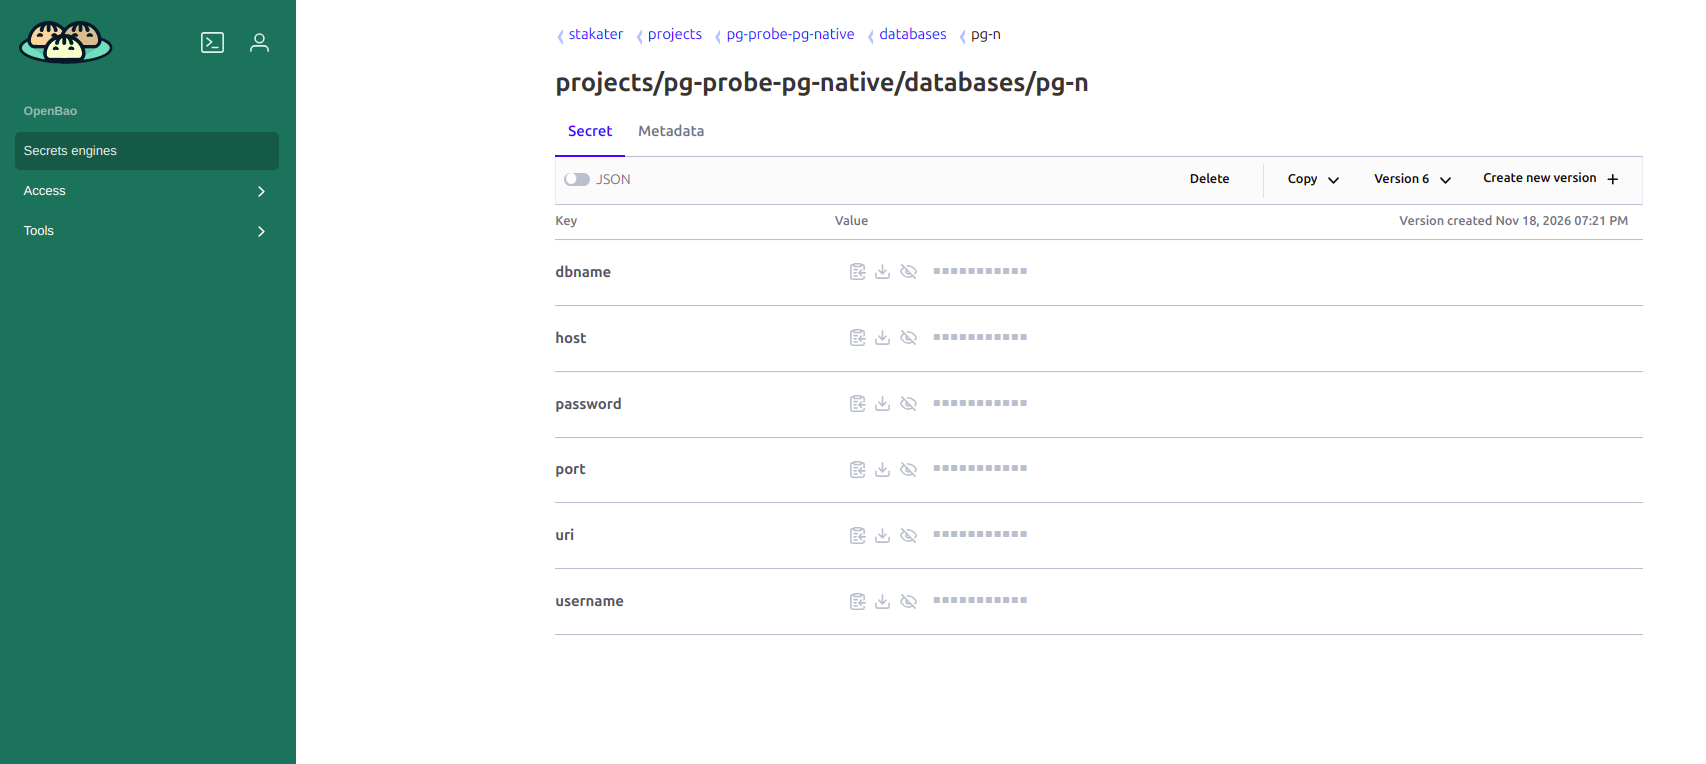 OpenBao
Secrets engines
Access
Tools
stakater projects pg-probe-pg-native databases pg-n
projects/pg-probe-pg-native/databases/pg-n
Secret Metadata
JSON Delete Copy Version 6 Create new version
Key Value Version created Nov 18, 2026 07:21 PM
dbname
host
password
port
uri
username